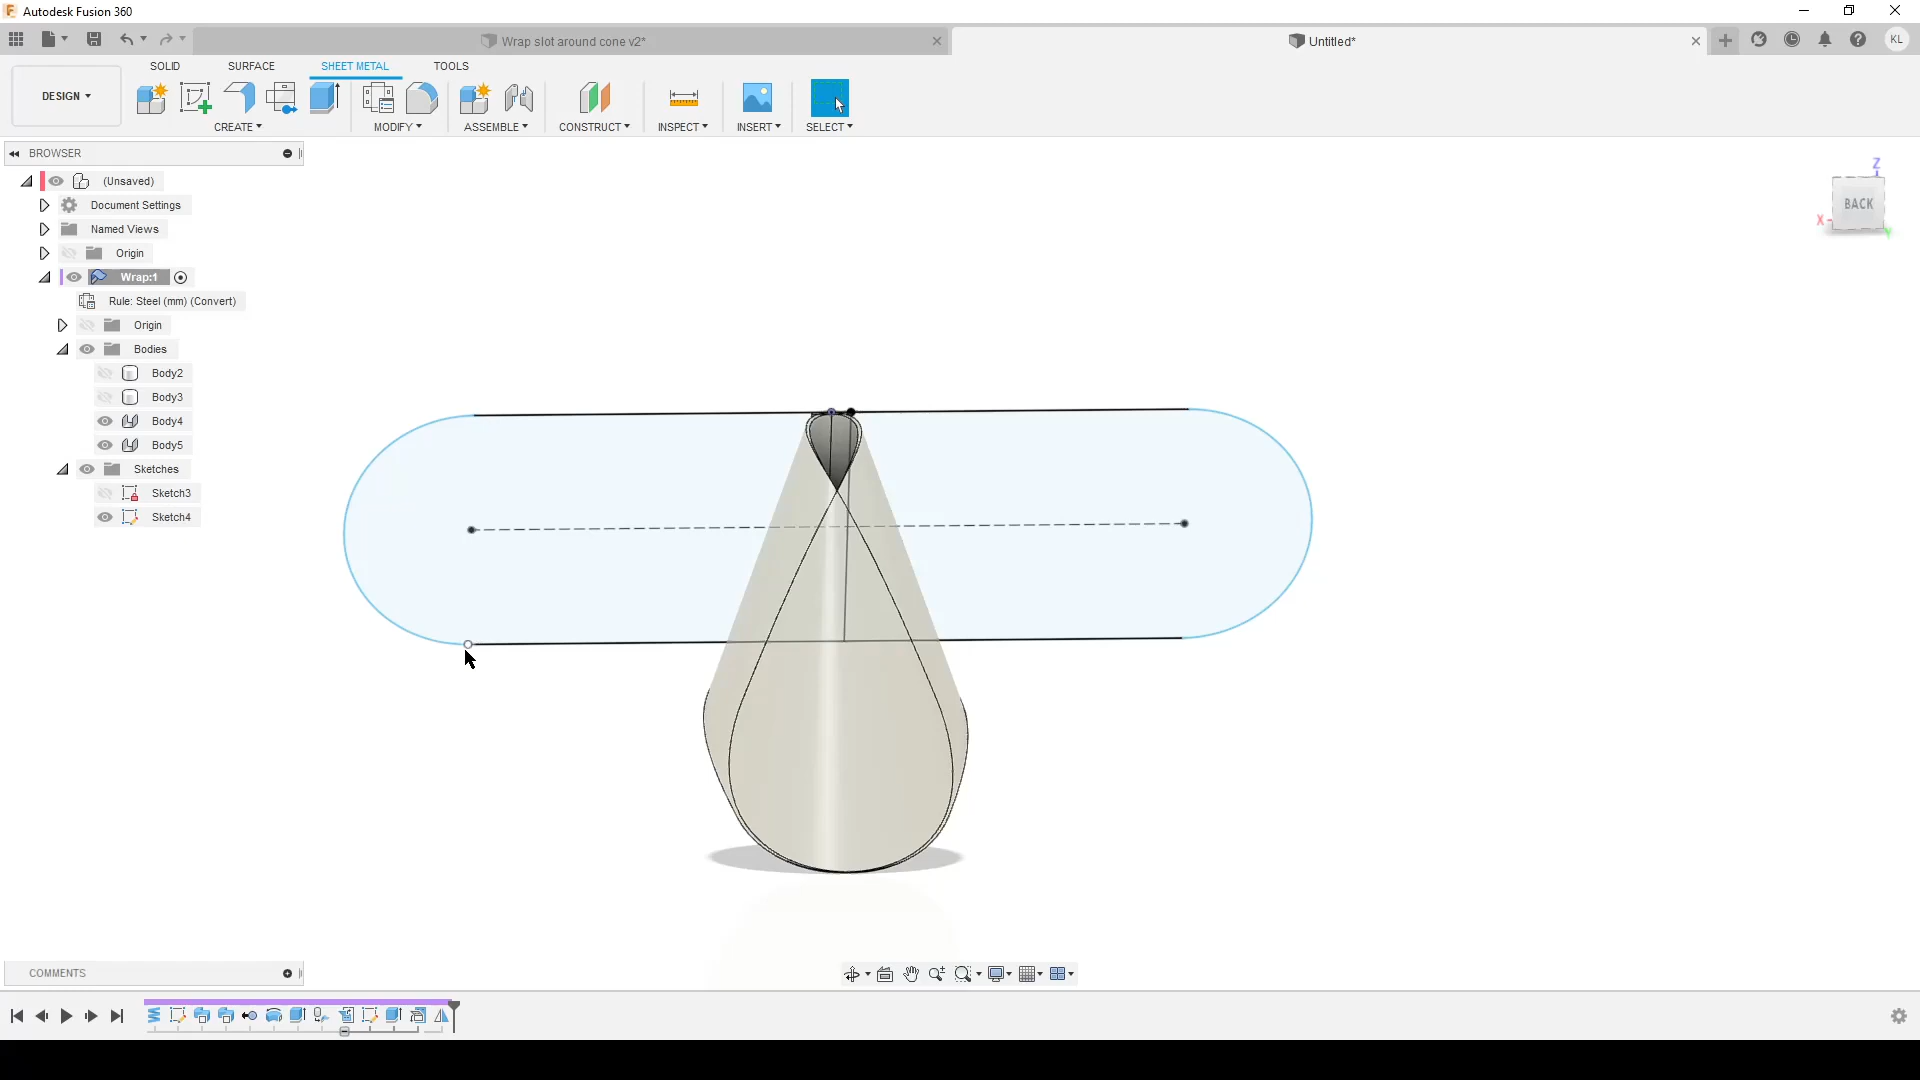 Autodesk Fusion 360
Wrap slot around cone v2*
Untitled*
KL
DESIGN
SOLID
SURFACE
SHEET METAL
TOOLS
CREATE
MODIFY
ASSEMBLE
CONSTRUCT
INSPECT
INSERT
SELECT
BROWSER
(Unsaved)
Document Settings
Named Views
Origin
Wrap:1
Rule: Steel (mm) (Convert)
Origin
Bodies
Body2
Body3
Body4
Body5
Sketches
Sketch3
Sketch4
Z
BACK
X
Y
COMMENTS